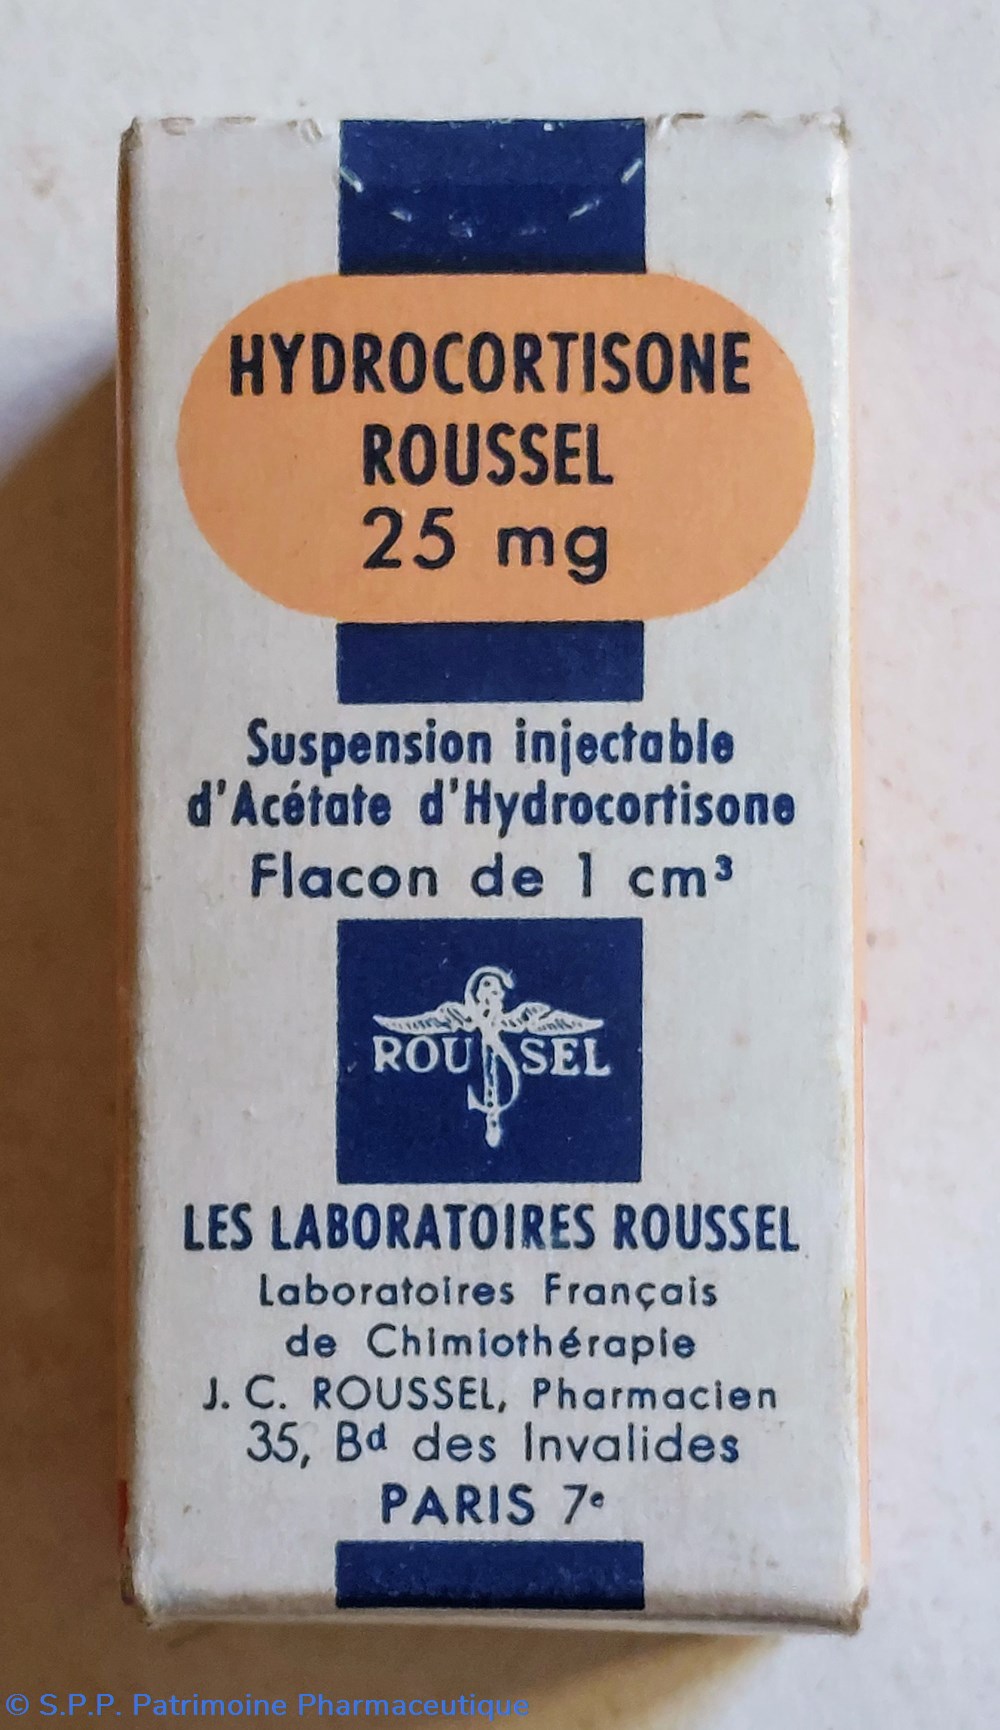 HYDROCORTISONE
ROUSSEL
25 mg
Suspension injectable
d'Acétate d'Hydrocortisone
Flacon de 1 cm³
ROUSSEL
LES LABORATOIRES ROUSSEL
Laboratoires Français
de Chimiothérapie
J. C. ROUSSEL, Pharmacien
35, Bd des Invalides
PARIS 7e
© S.P.P. Patrimoine Pharmaceutique